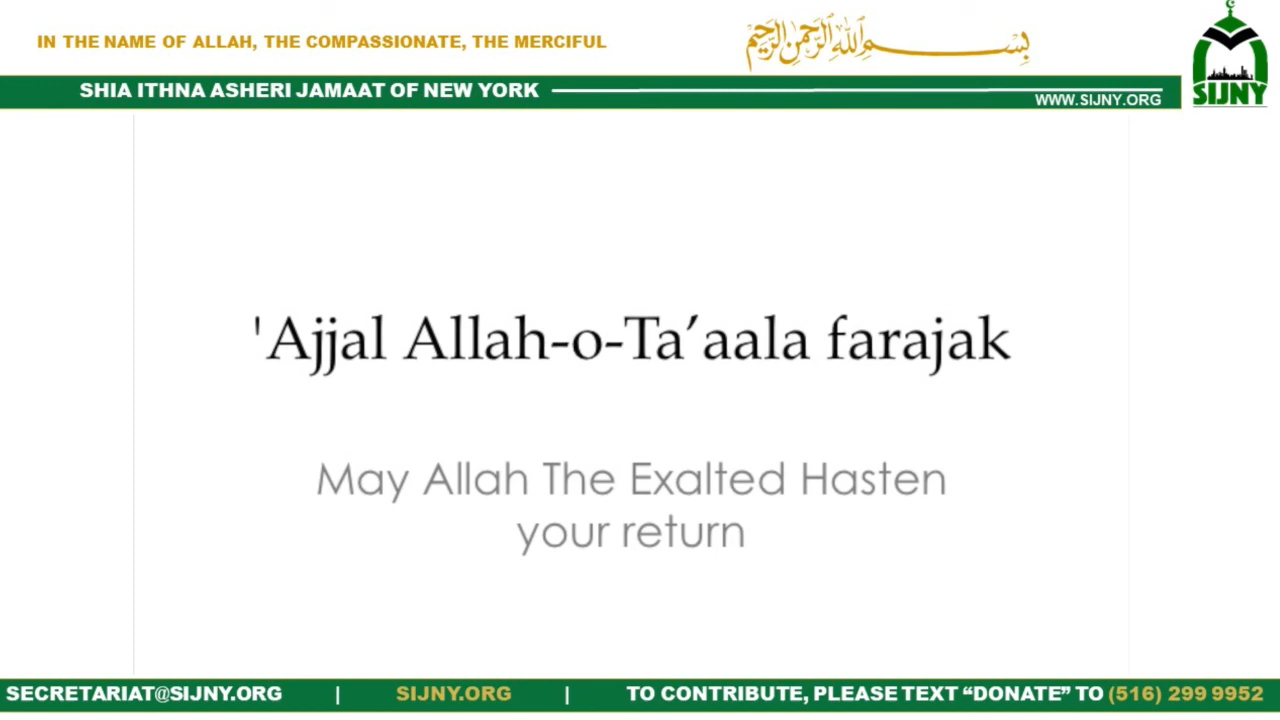 IN THE NAME OF ALLAH, THE COMPASSIONATE, THE MERCIFUL
بسم الله الرحمن الرحيم
SIJNY
SHIA ITHNA ASHERI JAMAAT OF NEW YORK
WWW.SIJNY.ORG
'Ajjal Allah-o-Ta’aala farajak
May Allah The Exalted Hasten
your return
SECRETARIAT@SIJNY.ORG | SIJNY.ORG | TO CONTRIBUTE, PLEASE TEXT “DONATE” TO (516) 299 9952